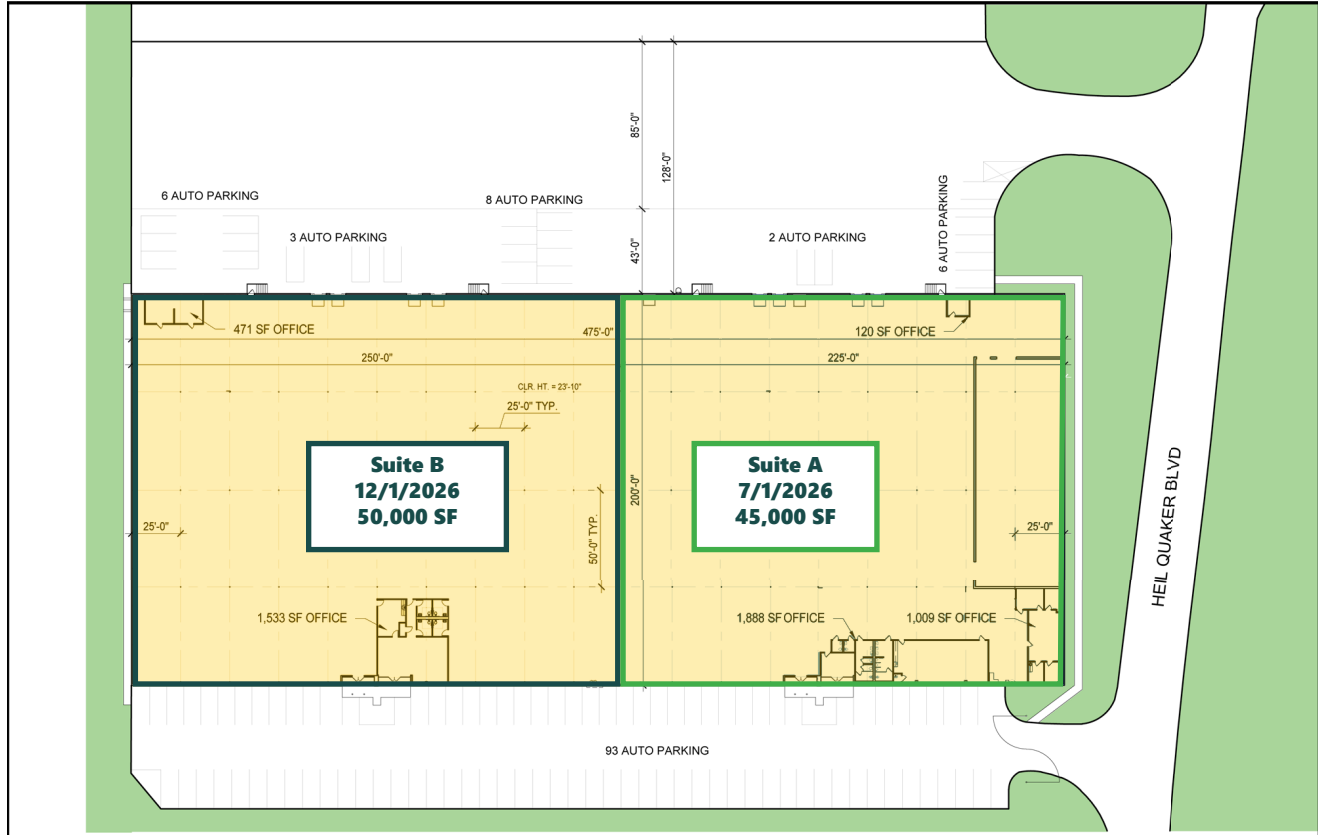 85'-0"
128'-0"
6 AUTO PARKING
8 AUTO PARKING
3 AUTO PARKING
43'-0"
2 AUTO PARKING
6 AUTO PARKING
471 SF OFFICE
475'-0"
120 SF OFFICE
250'-0"
225'-0"
CLR. HT. = 23'-10"
25'-0" TYP.
Suite B
12/1/2026
50,000 SF
Suite A
7/1/2026
45,000 SF
200'-0"
25'-0"
50'-0" TYP.
25'-0"
HEIL QUAKER BLVD
1,533 SF OFFICE
1,888 SF OFFICE
1,009 SF OFFICE
93 AUTO PARKING